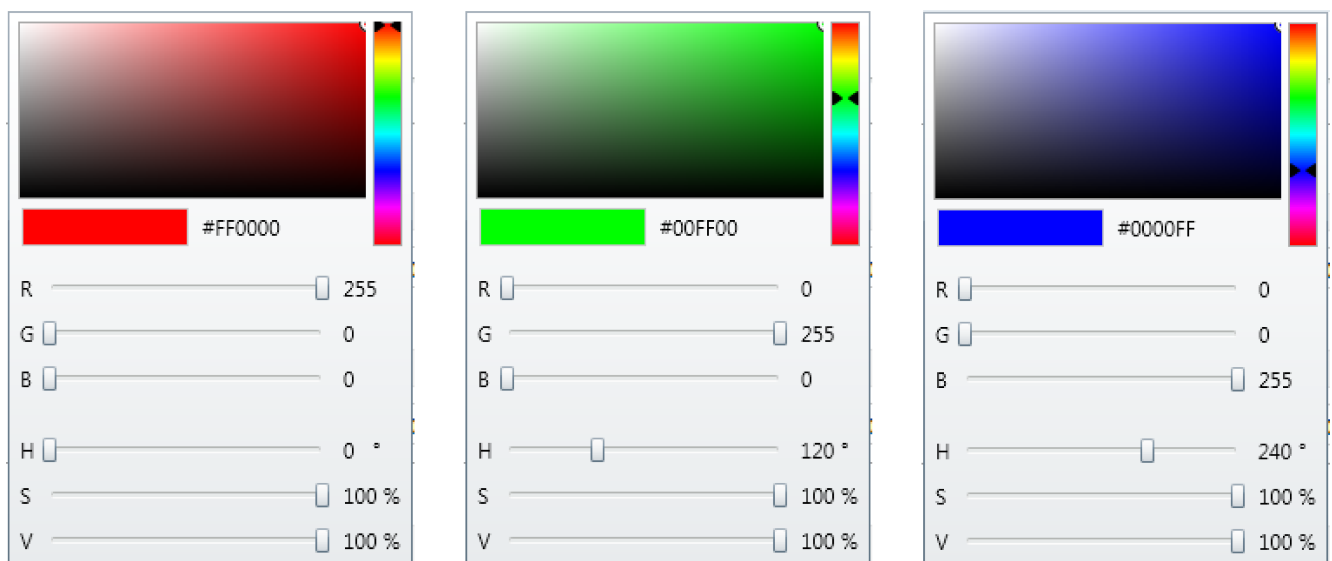 #FF0000
R 255
G 0
B 0
H 0 °
S 100 %
V 100 %
#00FF00
R 0
G 255
B 0
H 120 °
S 100 %
V 100 %
#0000FF
R 0
G 0
B 255
H 240 °
S 100 %
V 100 %